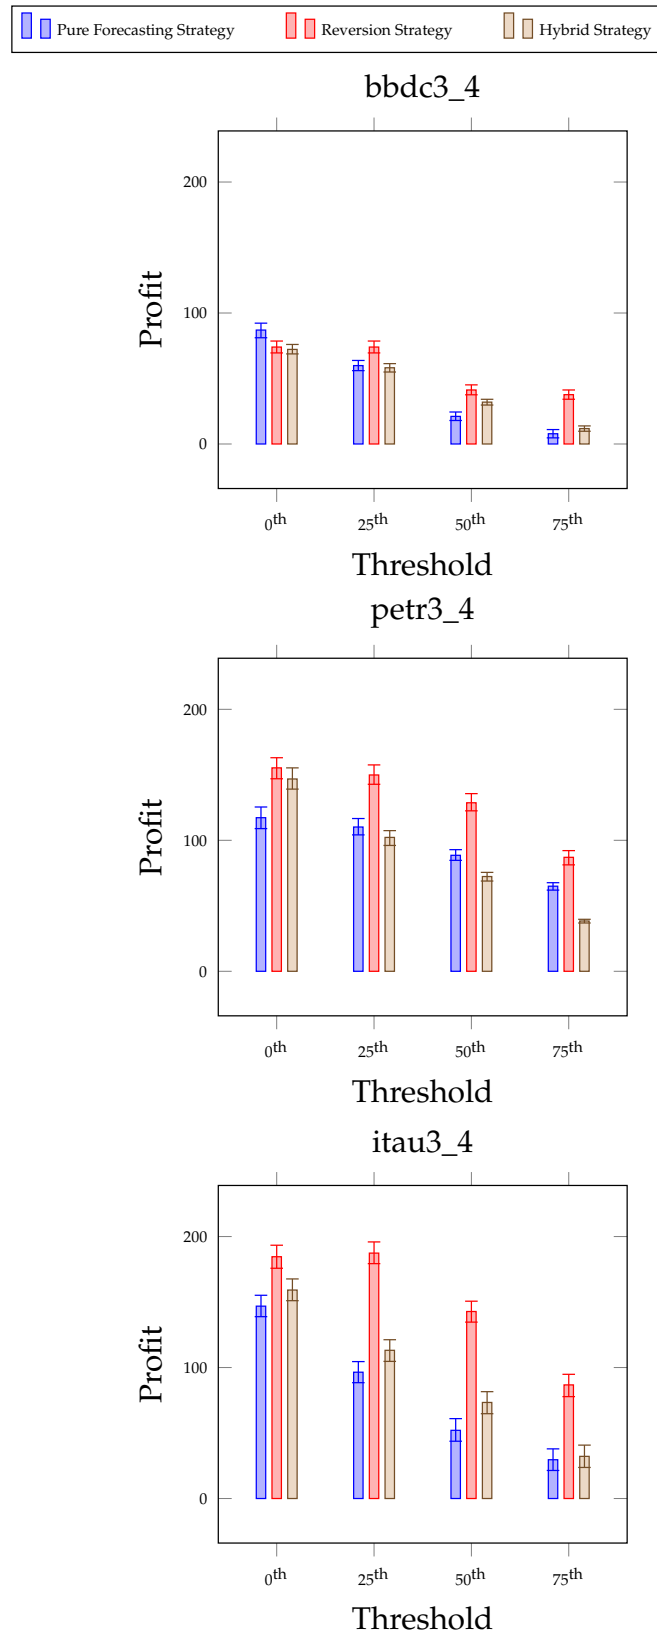 Pure Forecasting Strategy Reversion Strategy Hybrid Strategy
bbdc3_4
200
100
0
Profit
0th 25th 50th 75th
Threshold
petr3_4
200
100
0
Profit
0th 25th 50th 75th
Threshold
itau3_4
200
100
0
Profit
0th 25th 50th 75th
Threshold